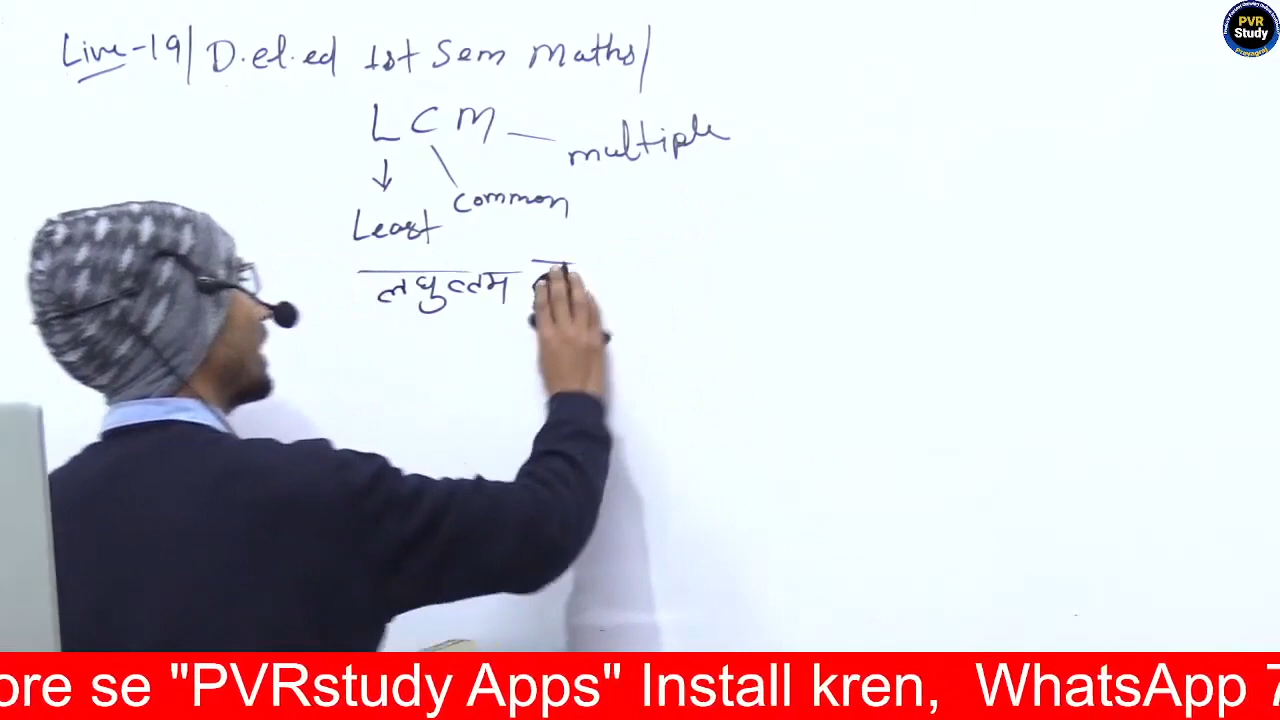 Live-19/ D.el.ed 1st Sem Maths/
L C M
multiple
common
Least
लघुत्तम
PVR
Study
ore se "PVRstudy Apps" Install kren, WhatsApp 7